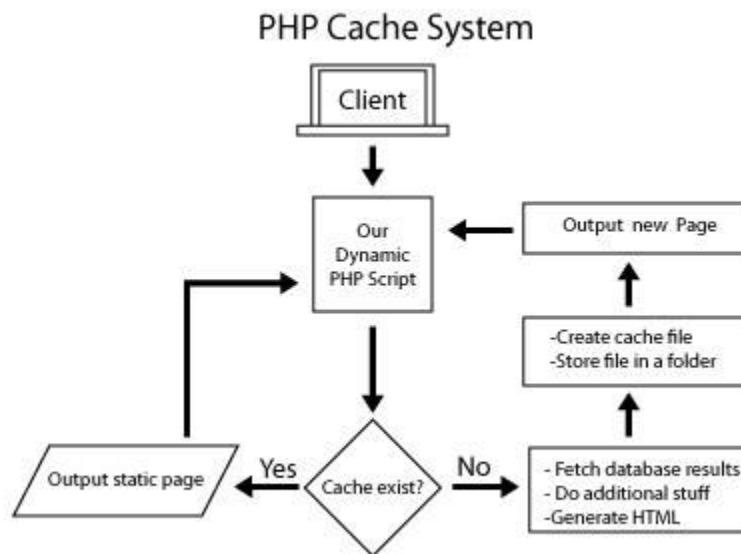 PHP Cache System
Client
Our
Dynamic
PHP Script
Output new Page
-Create cache file
-Store file in a folder
Output static page
Yes
Cache exist?
No
- Fetch database results
- Do additional stuff
-Generate HTML